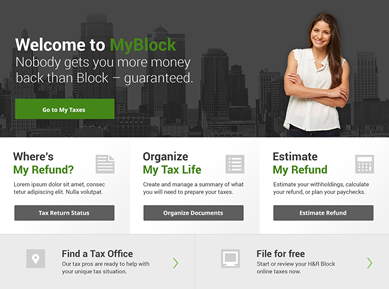 Welcome to MyBlock
Nobody gets you more money
back than Block – guaranteed.
Go to My Taxes
Where's
My Refund?
Lorem ipsum dolor sit amet, consec
tetur adipiscing elit. Nulla volutpat.
Tax Return Status
Organize
My Tax Life
Create and manage a summary of what
you will need to prepare your taxes.
Organize Documents
Estimate
My Refund
Estimate your withholdings, calculate
your refund, or plan your paychecks.
Estimate Refund
Find a Tax Office
Our tax pros are ready to help with
your unique tax situation.
File for free
Start or review your H&R Block
online taxes now.